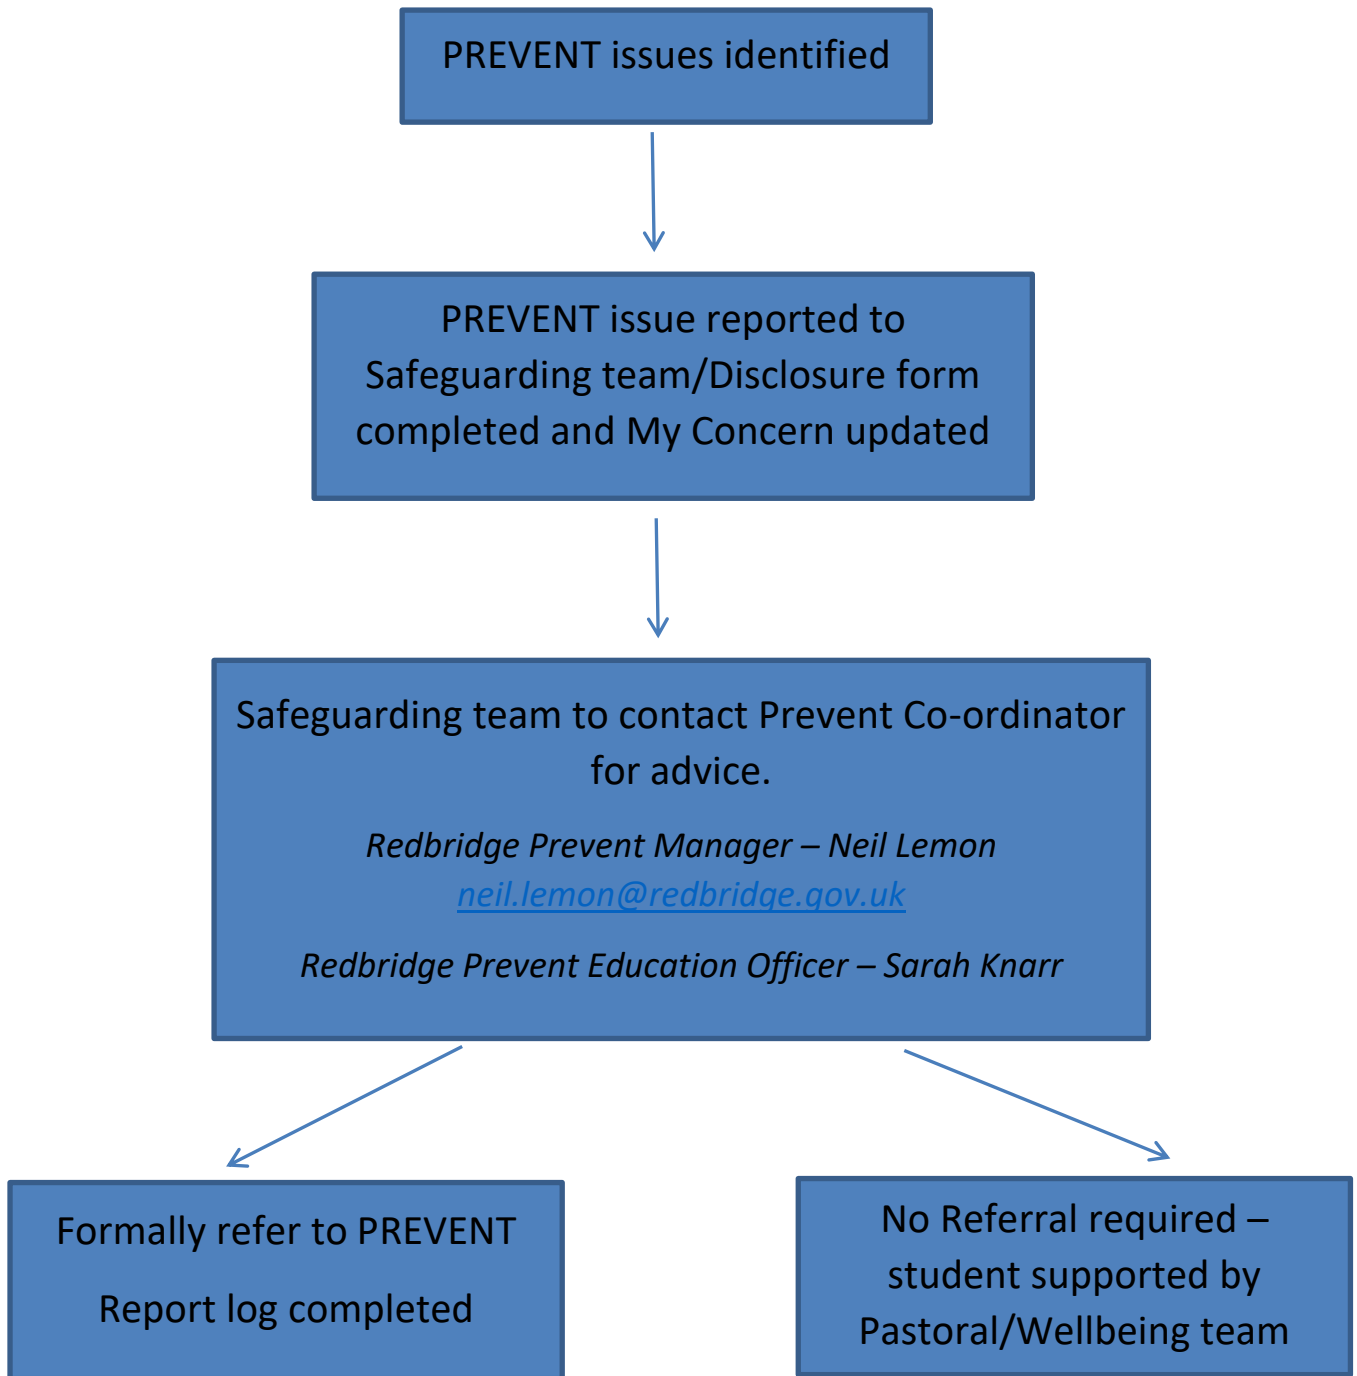 PREVENT issues identified
PREVENT issue reported to
Safeguarding team/Disclosure form
completed and My Concern updated
Safeguarding team to contact Prevent Co-ordinator
for advice.
Redbridge Prevent Manager – Neil Lemon
neil.lemon@redbridge.gov.uk
Redbridge Prevent Education Officer – Sarah Knarr
Formally refer to PREVENT
Report log completed
No Referral required –
student supported by
Pastoral/Wellbeing team